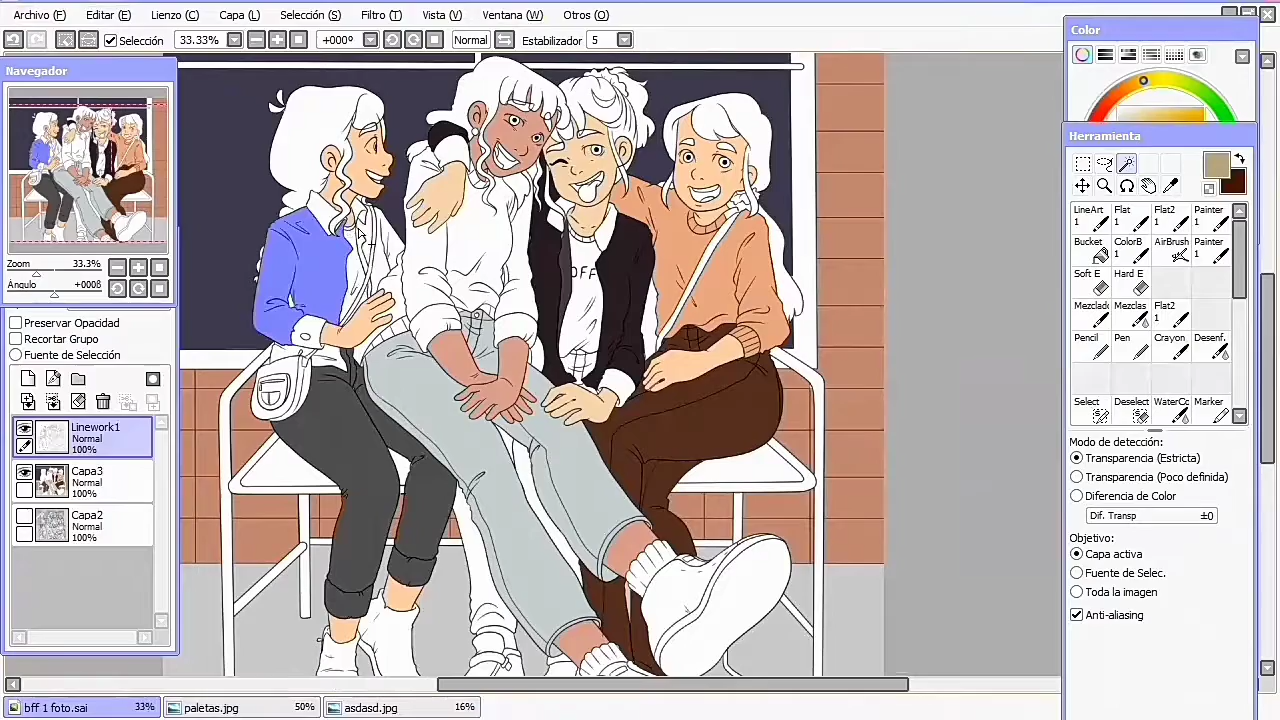 Archivo (F) Editar (E) Lienzo (C) Capa (L) Selección (S) Filtro (T) Vista (V) Ventana (W) Otros (O)
Selección 33.33% +000º Normal Estabilizador 5
Navegador
Zoom 33.3%
Ángulo +000ß
Preservar Opacidad
Recortar Grupo
Fuente de Selección
Linework1
Normal
100%
Capa3
Normal
100%
Capa2
Normal
100%
OFF
Color
Herramienta
LineArt Flat Flat2 Painter
1 1 1 1
Bucket ColorB AirBrush Painter
1 1
Soft E Hard E
Mezclado Mezclas Flat2
1
Pencil Pen Crayon Desenf.
Select Deselect WaterCc Marker
Modo de detección:
Transparencia (Estricta)
Transparencia (Poco definida)
Diferencia de Color
Dif. Transp ±0
Objetivo:
Capa activa
Fuente de Selec.
Toda la imagen
Anti-aliasing
bff 1 foto.sai 33% paletas.jpg 50% asdasd.jpg 16%